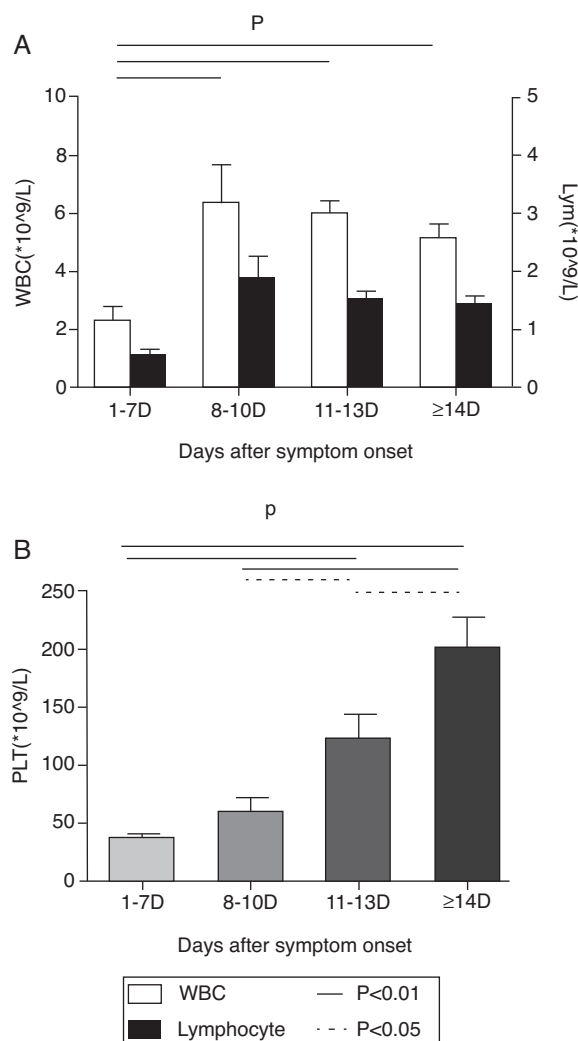 P
A
10
8
6
4
2
0
WBC(*10^9/L)
5
4
3
2
1
0
Lym(*10^9/L)
1-7D 8-10D 11-13D ≥14D
Days after symptom onset
p
B
250
200
150
100
50
0
PLT(*10^9/L)
1-7D 8-10D 11-13D ≥14D
Days after symptom onset
WBC P<0.01
Lymphocyte P<0.05